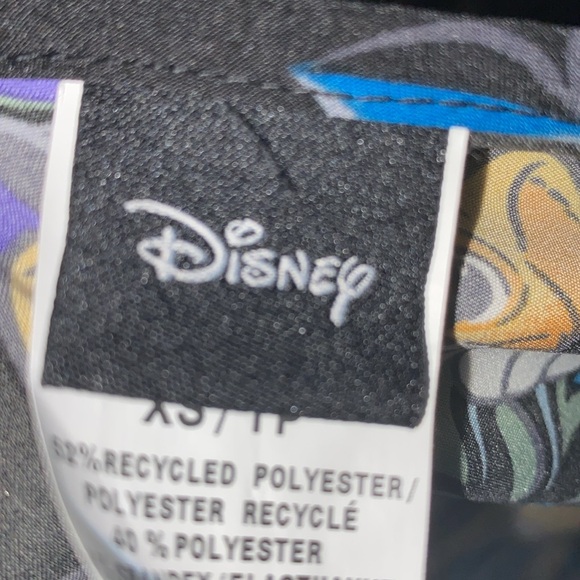 Disney
XS / TP
52% RECYCLED POLYESTER /
POLYESTER RECYCLÉ
40 % POLYESTER